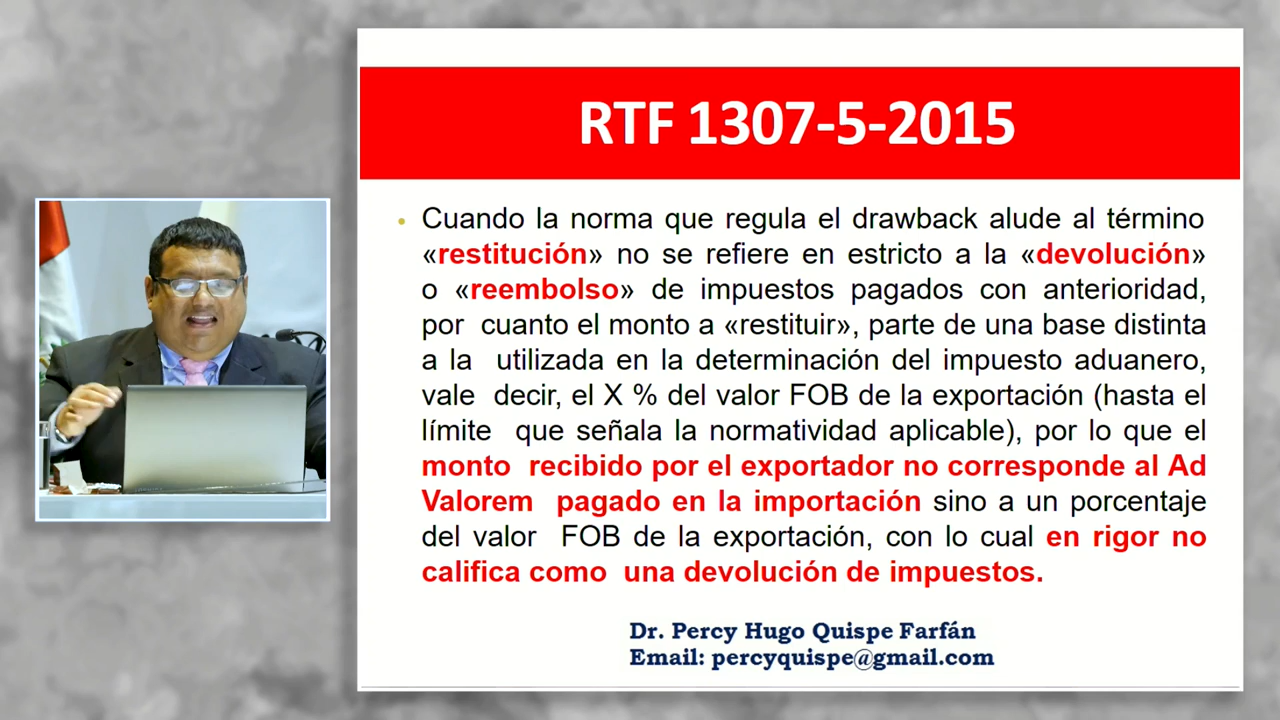 RTF 1307-5-2015
• Cuando la norma que regula el drawback alude al término
«restitución» no se refiere en estricto a la «devolución»
o «reembolso» de impuestos pagados con anterioridad,
por cuanto el monto a «restituir», parte de una base distinta
a la utilizada en la determinación del impuesto aduanero,
vale decir, el X % del valor FOB de la exportación (hasta el
límite que señala la normatividad aplicable), por lo que el
monto recibido por el exportador no corresponde al Ad
Valorem pagado en la importación sino a un porcentaje
del valor FOB de la exportación, con lo cual en rigor no
califica como una devolución de impuestos.
Dr. Percy Hugo Quispe Farfán
Email: percyquispe@gmail.com